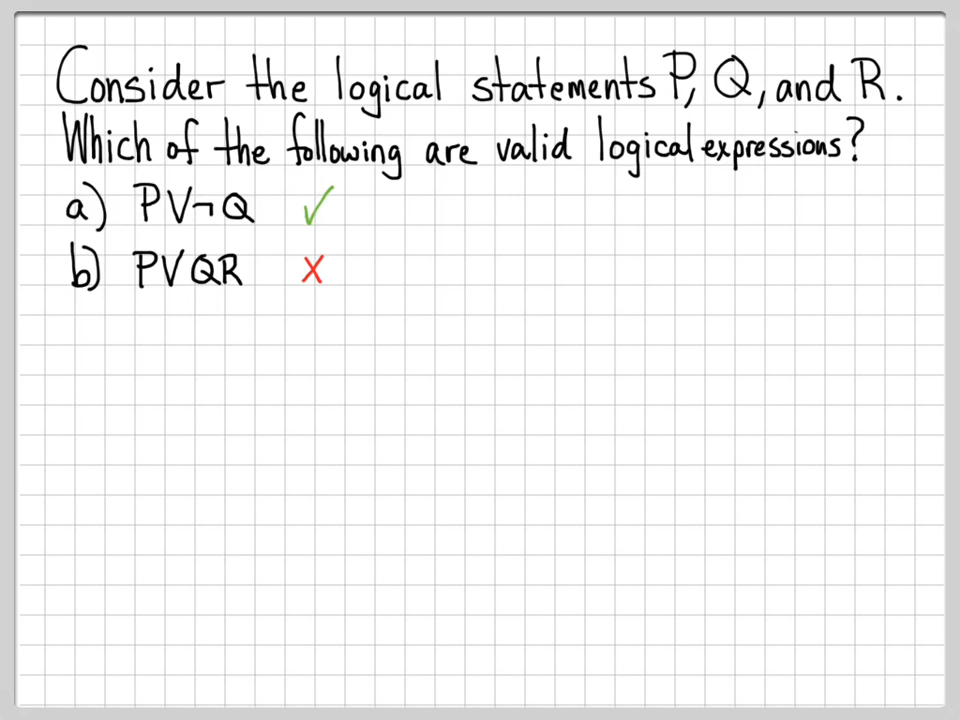 Consider the logical statements P, Q, and R.
Which of the following are valid logical expressions?
a) P∨¬Q ✓
b) P∨QR ✗